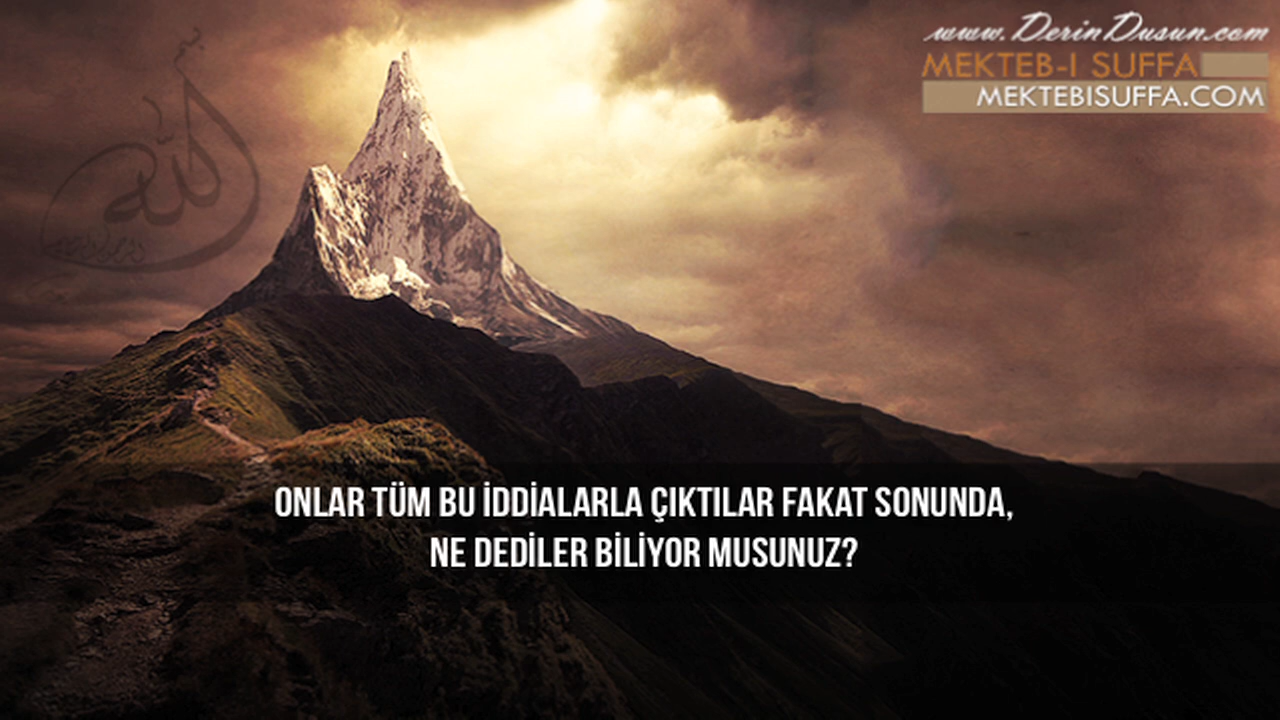 www.DerinDusun.com
MEKTEB-I SUFFA
MEKTEBISUFFA.COM
الله
ONLAR TÜM BU İDDİALARLA ÇIKTILAR FAKAT SONUNDA,
NE DEDİLER BİLİYOR MUSUNUZ?